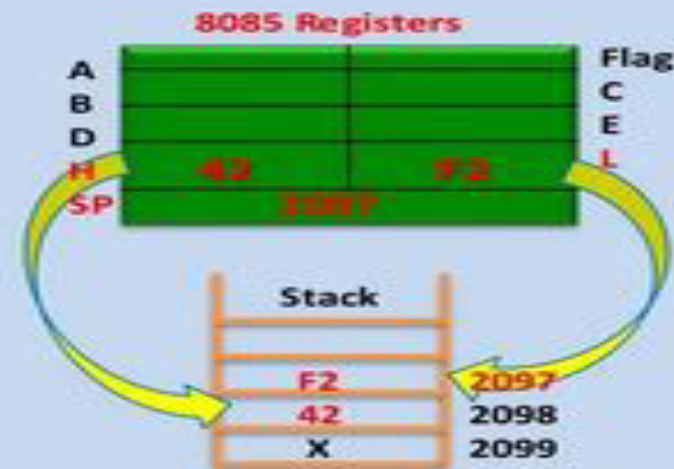 8085 Registers
A Flag
B C
D E
H 42 F2 L
SP 2097
Stack
F2 2097
42 2098
X 2099